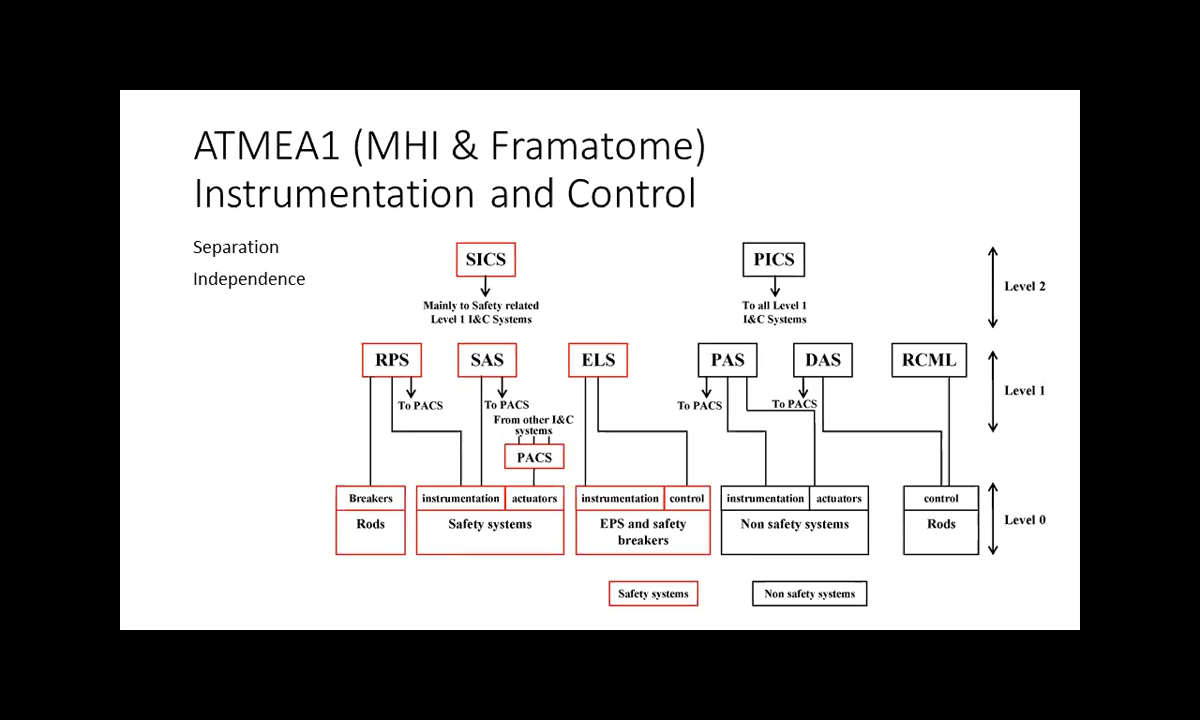 ATMEA1 (MHI & Framatome)
Instrumentation and Control
Separation
Independence
SICS
PICS
Mainly to Safety related
Level 1 I&C Systems
To all Level 1
I&C Systems
Level 2
RPS
SAS
ELS
PAS
DAS
RCML
Level 1
To PACS
To PACS
To PACS
To PACS
From other I&C
systems
PACS
Breakers
Rods
instrumentation
actuators
Safety systems
instrumentation
control
EPS and safety
breakers
instrumentation
actuators
Non safety systems
control
Rods
Level 0
Safety systems
Non safety systems